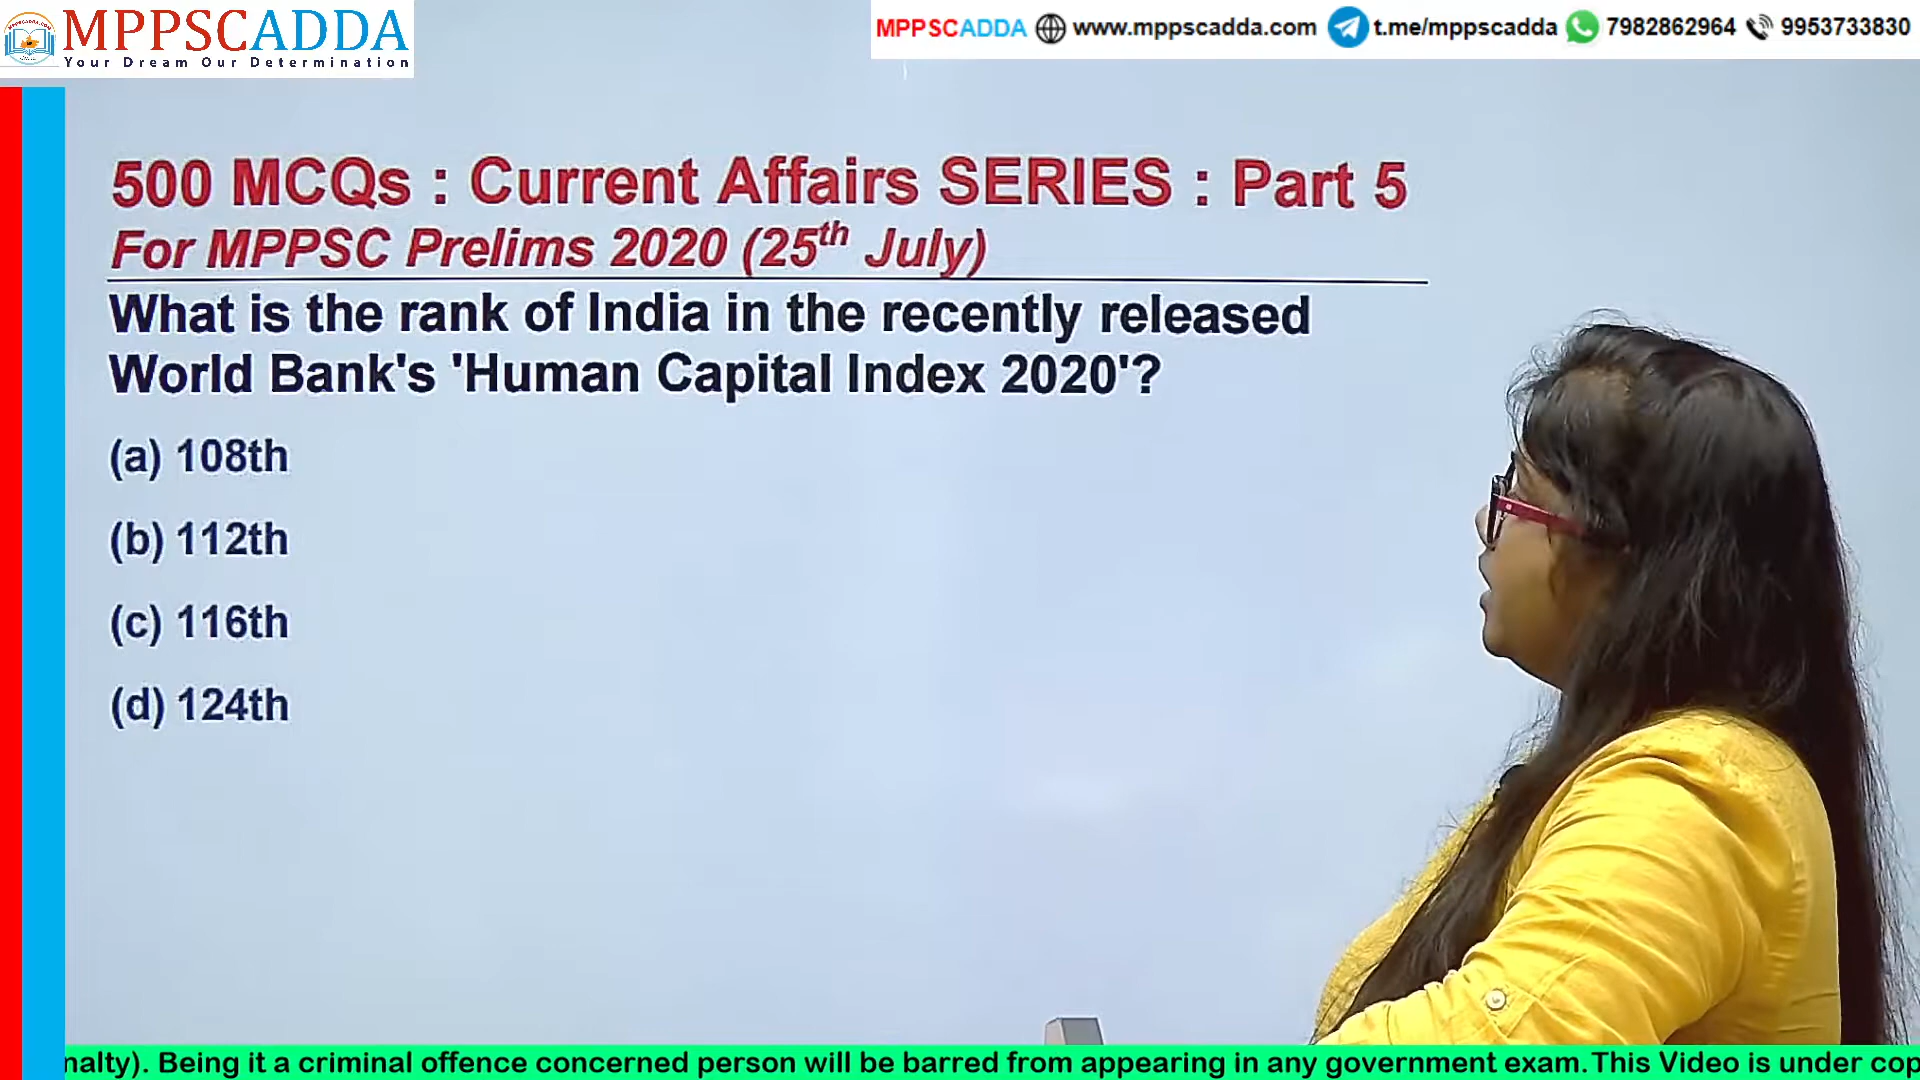 MPPSCADDA
Your Dream Our Determination
MPPSCADDA www.mppscadda.com t.me/mppscadda 7982862964 9953733830
500 MCQs : Current Affairs SERIES : Part 5
For MPPSC Prelims 2020 (25th July)
What is the rank of India in the recently released
World Bank's 'Human Capital Index 2020'?
(a) 108th
(b) 112th
(c) 116th
(d) 124th
nalty). Being it a criminal offence concerned person will be barred from appearing in any government exam. This Video is under cop